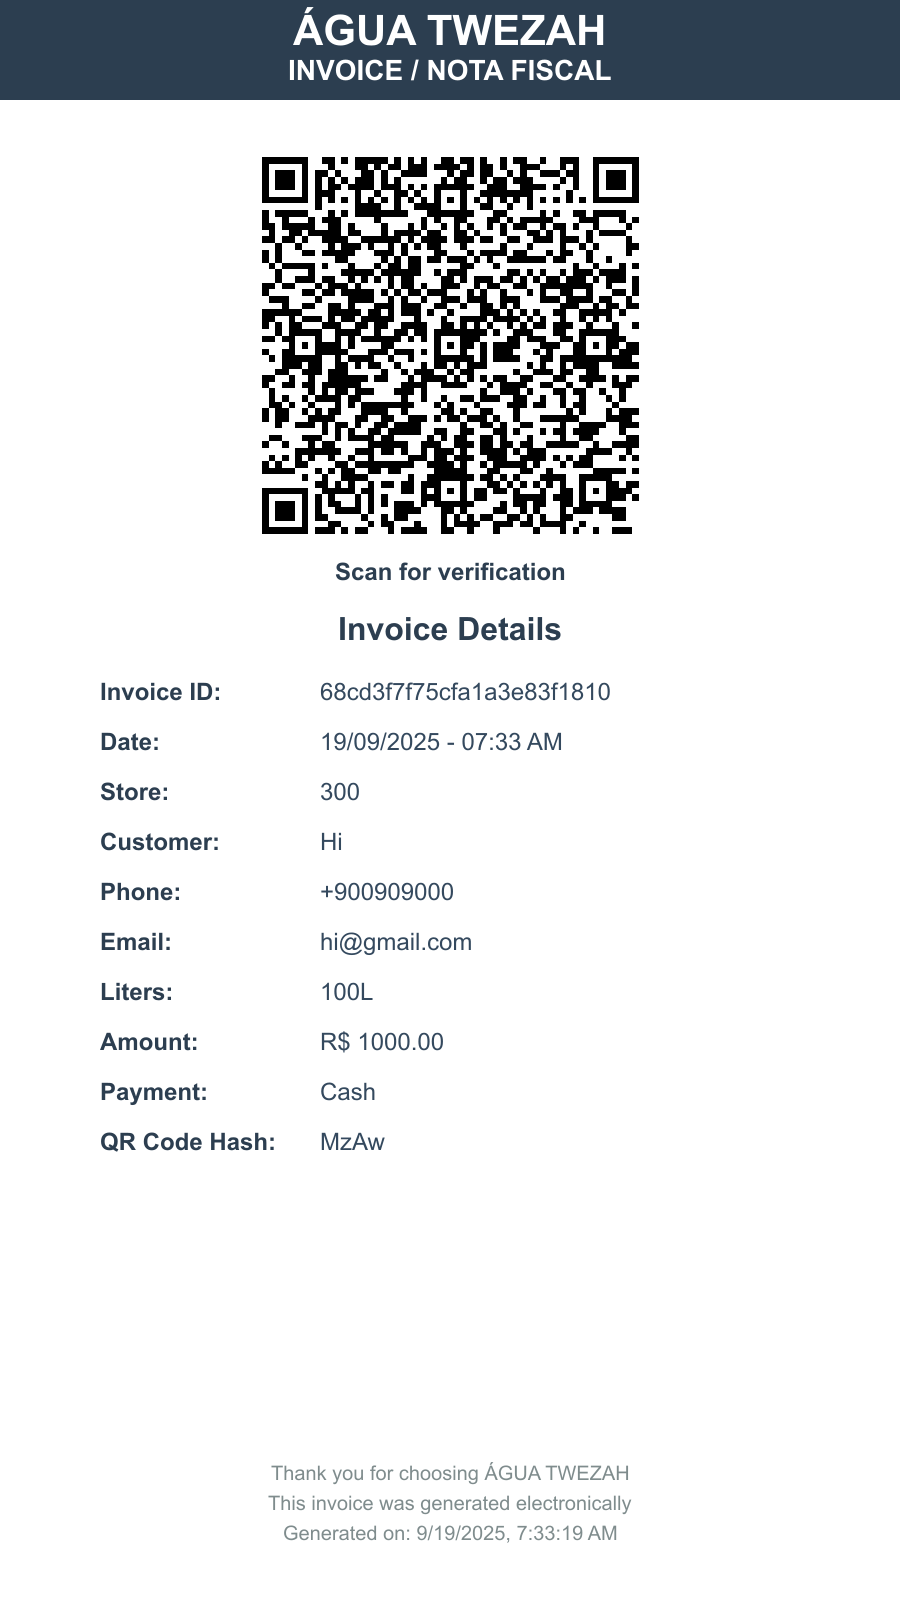 ÁGUA TWEZAH
INVOICE / NOTA FISCAL
Scan for verification
Invoice Details
Invoice ID: 68cd3f7f75cfa1a3e83f1810
Date: 19/09/2025 - 07:33 AM
Store: 300
Customer: Hi
Phone: +900909000
Email: hi@gmail.com
Liters: 100L
Amount: R$ 1000.00
Payment: Cash
QR Code Hash: MzAw
Thank you for choosing ÁGUA TWEZAH
This invoice was generated electronically
Generated on: 9/19/2025, 7:33:19 AM